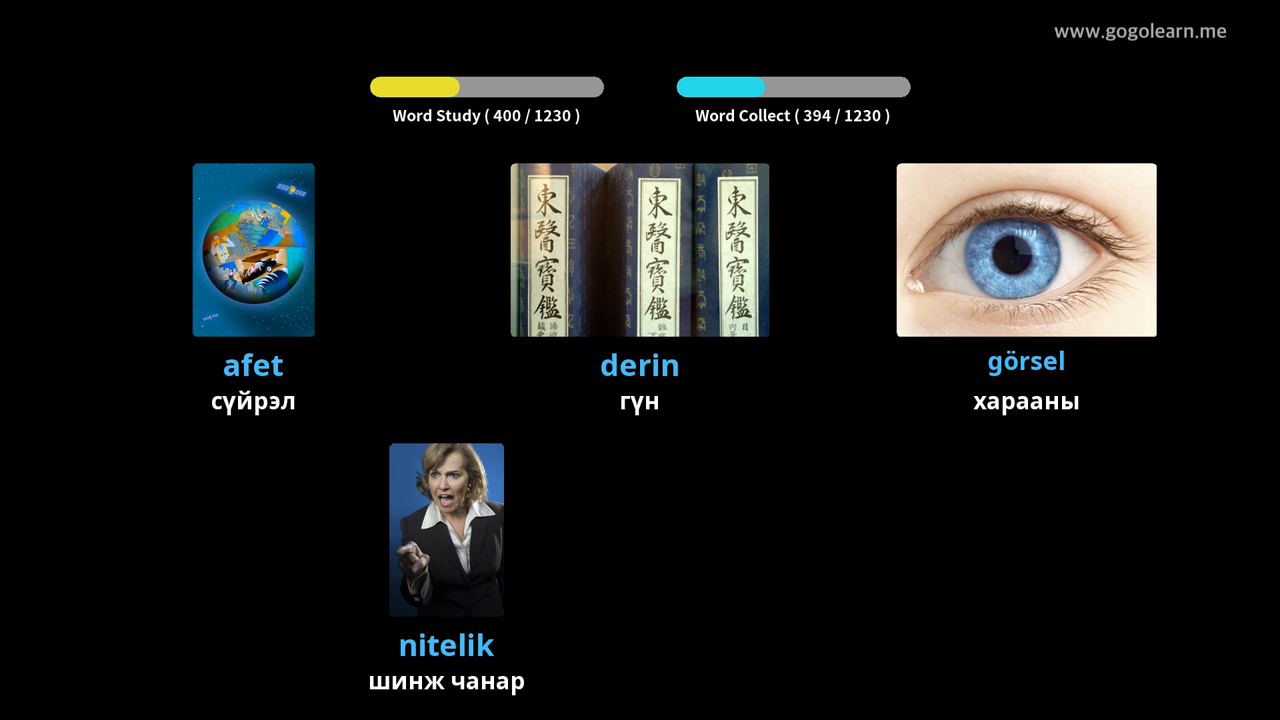 www.gogolearn.me
Word Study ( 400 / 1230 )
Word Collect ( 394 / 1230 )
東醫寶鑑
東醫寶鑑
東醫寶鑑
afet
сүйрэл
derin
гүн
görsel
харааны
nitelik
шинж чанар